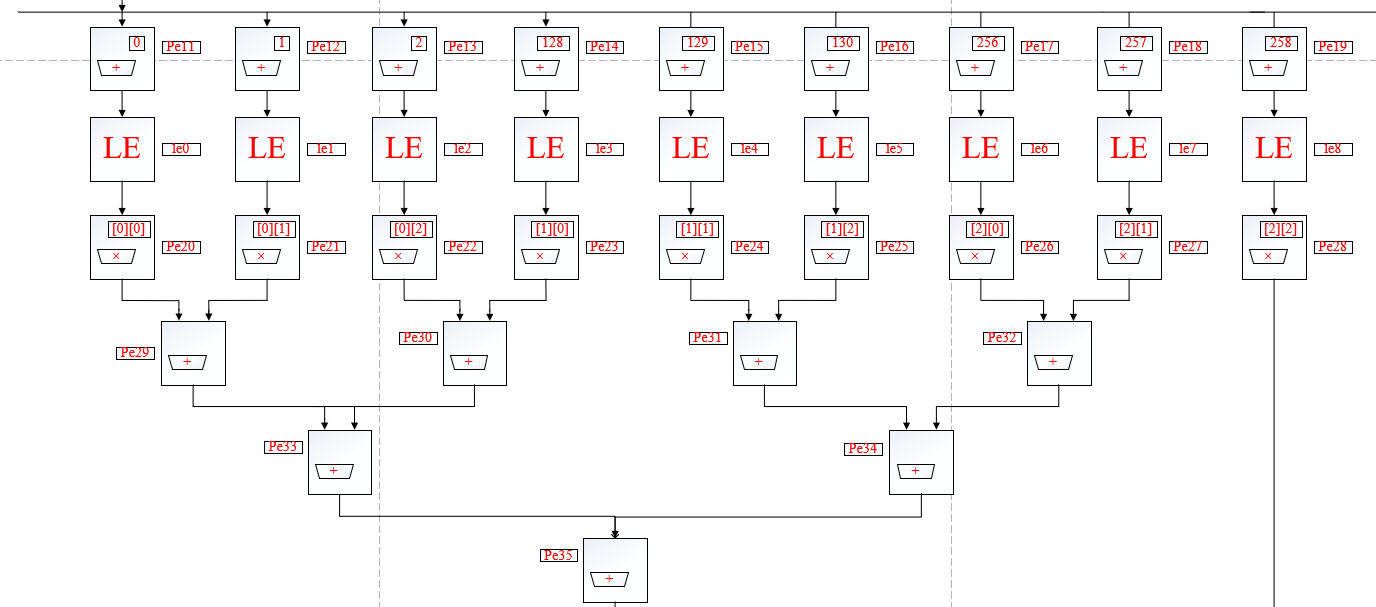 0 Pe11 1 Pe12 2 Pe13 128 Pe14 129 Pe15 130 Pe16 256 Pe17 257 Pe18 258 Pe19
+ + + + + + + + +
LE le0 LE le1 LE le2 LE le3 LE le4 LE le5 LE le6 LE le7 LE le8
[0][0] Pe20 [0][1] Pe21 [0][2] Pe22 [1][0] Pe23 [1][1] Pe24 [1][2] Pe25 [2][0] Pe26 [2][1] Pe27 [2][2] Pe28
× × × × × × × × ×
Pe29 Pe30 Pe31 Pe32
+ + + +
Pe33 Pe34
+ +
Pe35
+